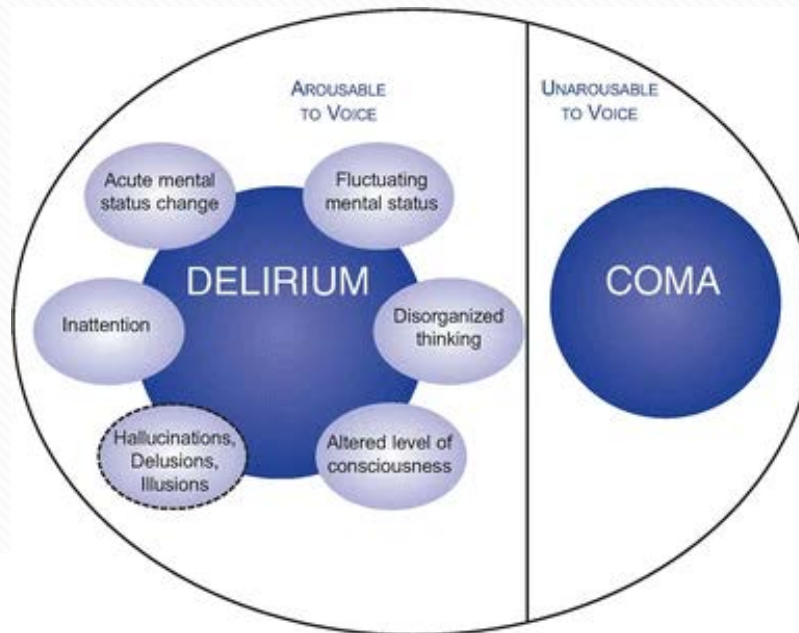 AROUSABLE
TO VOICE
UNAROUSABLE
TO VOICE
Acute mental
status change
Fluctuating
mental status
DELIRIUM
COMA
Inattention
Disorganized
thinking
Hallucinations,
Delusions,
Illusions
Altered level of
consciousness